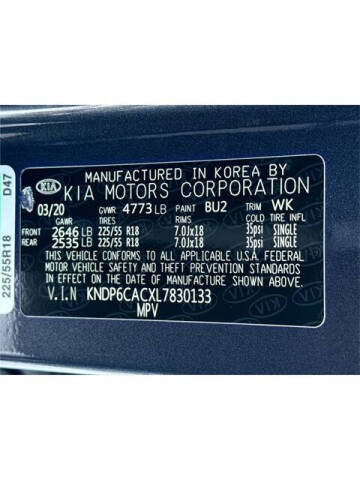 MANUFACTURED IN KOREA BY
KIA KIA MOTORS CORPORATION
03/20 GVWR 4773 LB PAINT BU2 TRIM WK
GAWR TIRES RIMS COLD TIRE INFL
FRONT 2646 LB 225/55 R18 7.0Jx18 35psi SINGLE
REAR 2535 LB 225/55 R18 7.0Jx18 35psi SINGLE
THIS VEHICLE CONFORMS TO ALL APPLICABLE U.S.A. FEDERAL
MOTOR VEHICLE SAFETY AND THEFT PREVENTION STANDARDS
IN EFFECT ON THE DATE OF MANUFACTURE SHOWN ABOVE.
V.I.N KNDP6CACXL7830133
MPV
225/55R18 D47